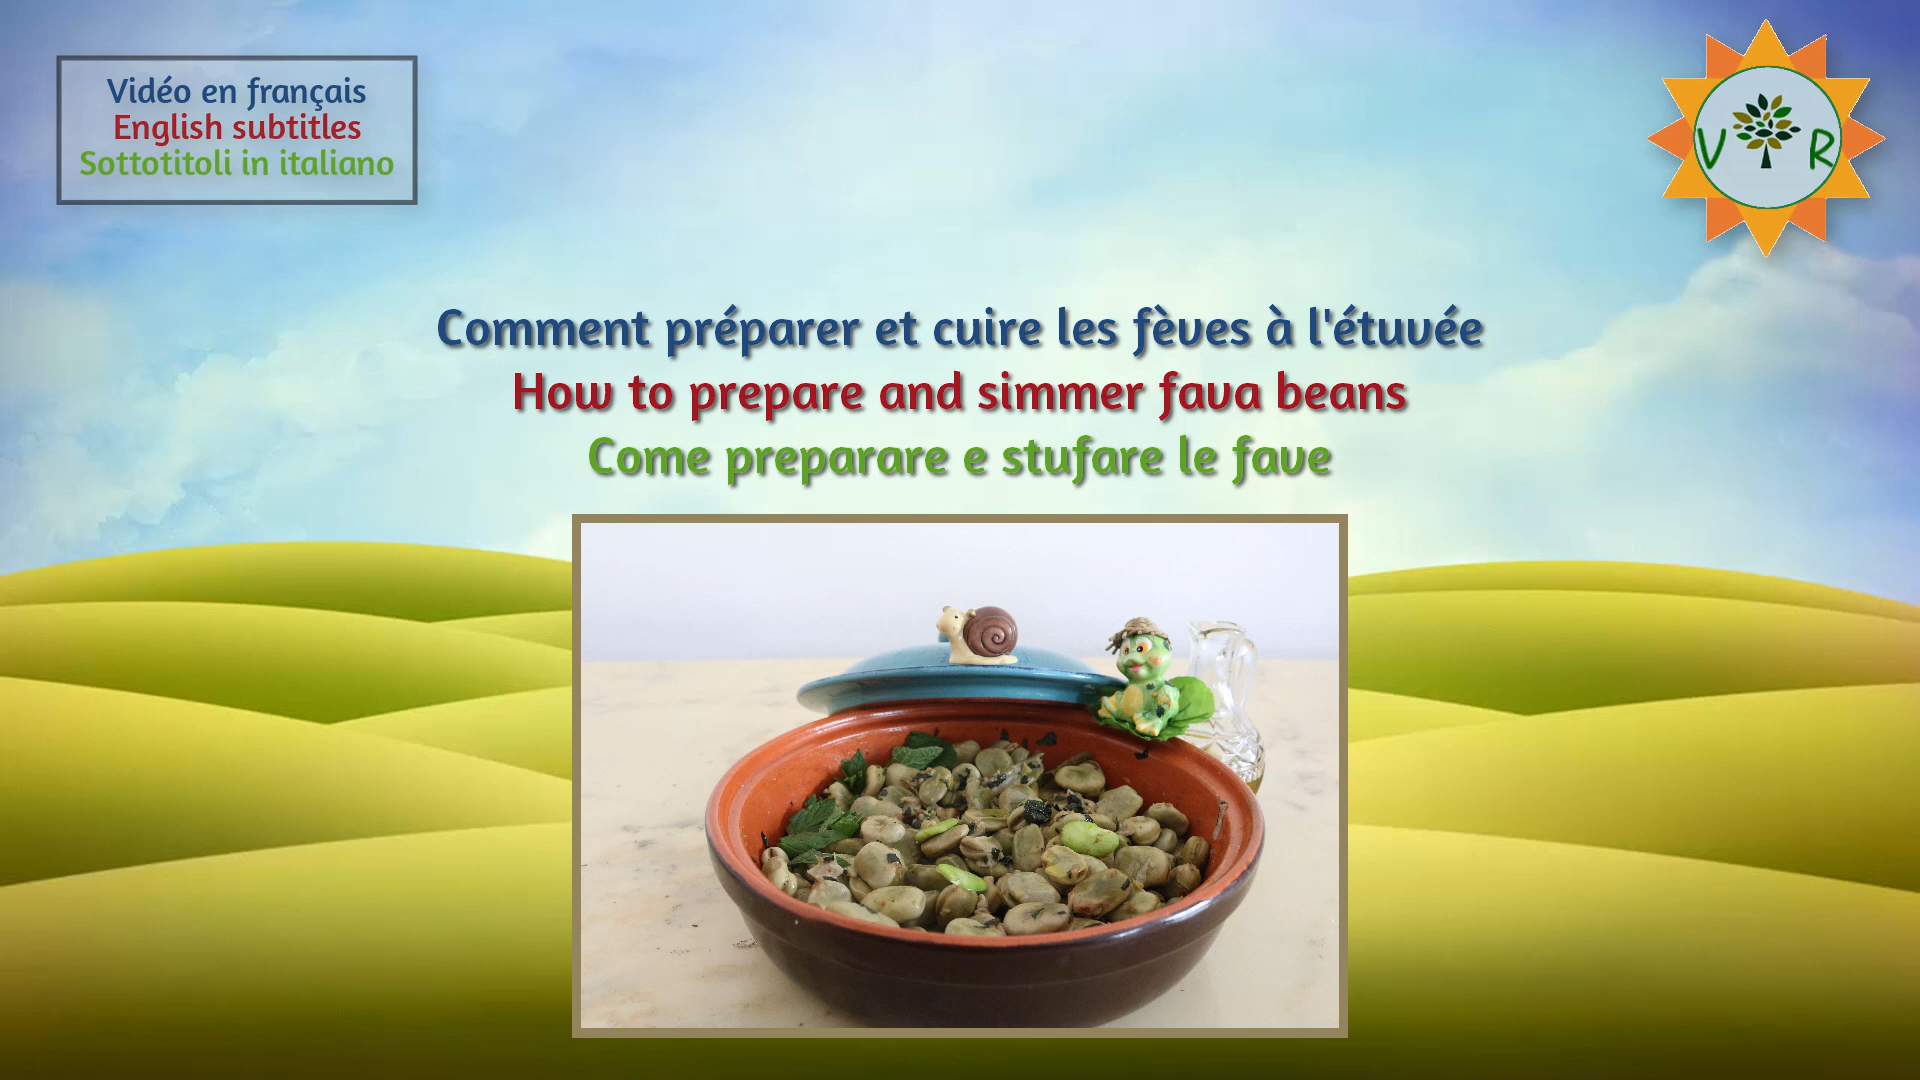 Vidéo en français
English subtitles
Sottotitoli in italiano
V R
Comment préparer et cuire les fèves à l'étuvée
How to prepare and simmer fava beans
Come preparare e stufare le fave